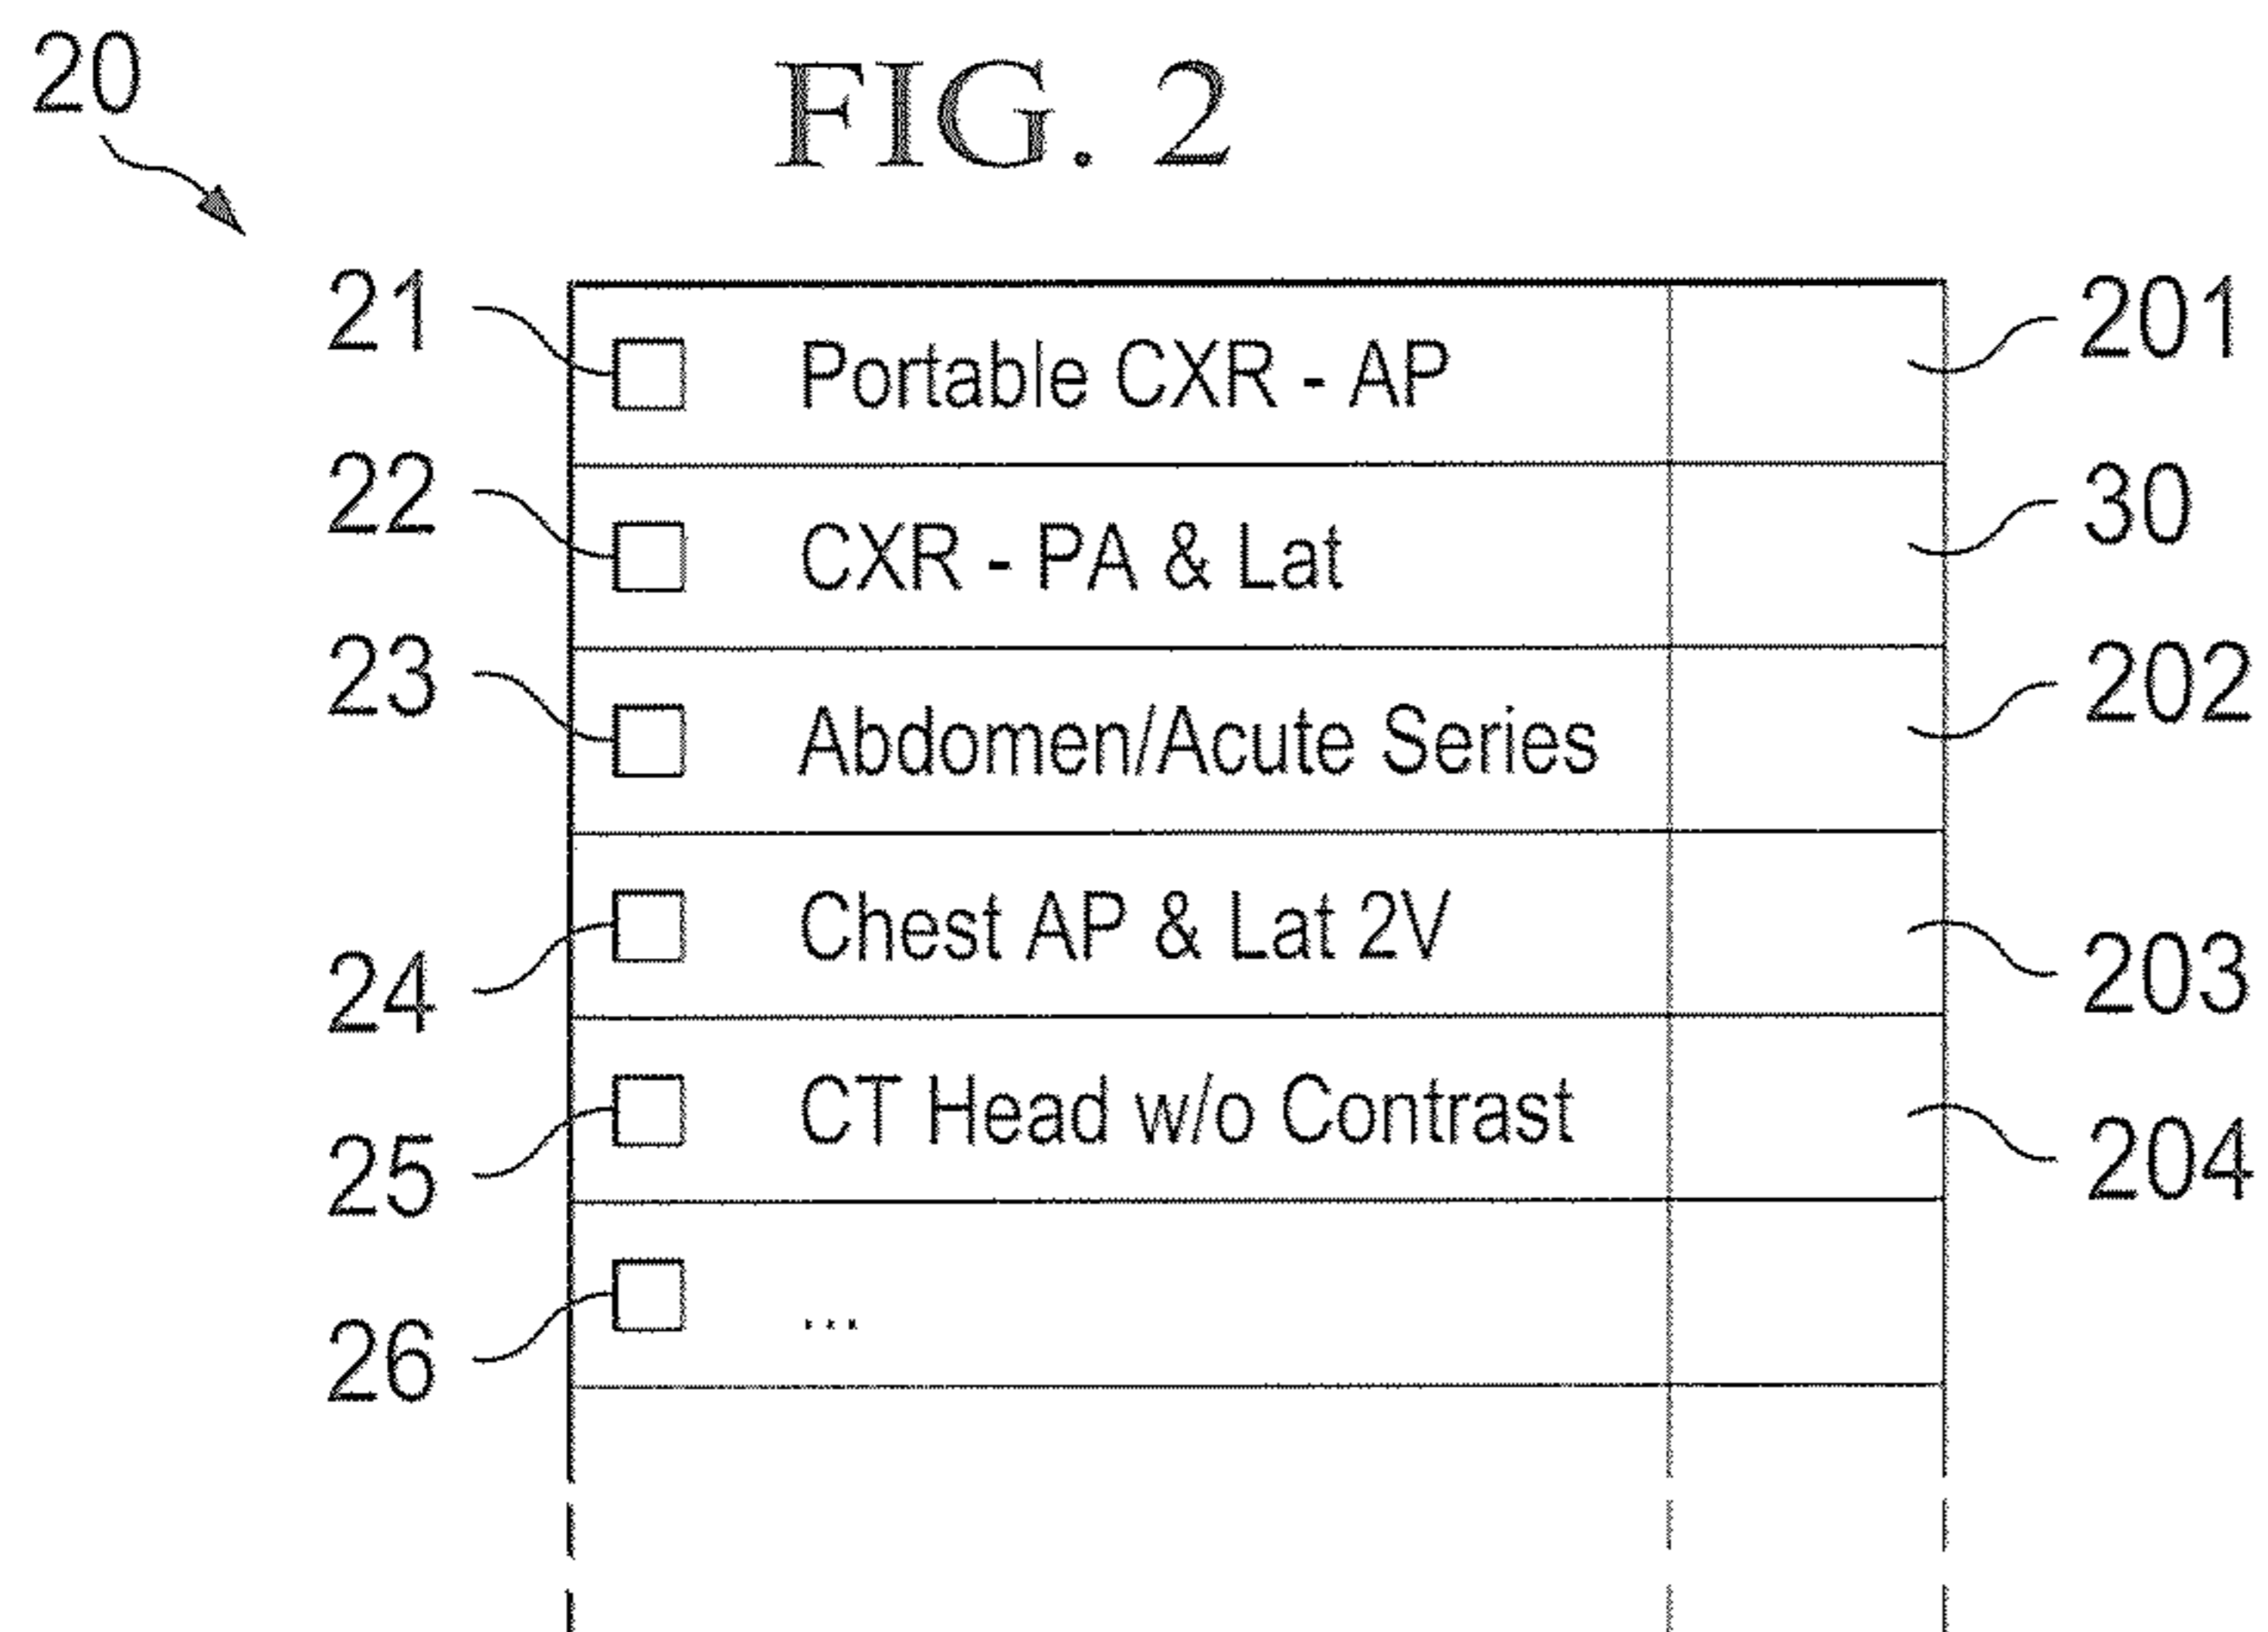 20
FIG. 2
21 Portable CXR - AP 201
22 CXR - PA & Lat 30
23 Abdomen/Acute Series 202
24 Chest AP & Lat 2V 203
25 CT Head w/o Contrast 204
26 ...